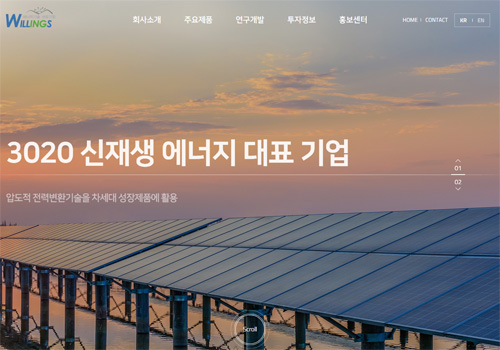 WILLINGS
회사소개 주요제품 연구개발 투자정보 홍보센터
HOME | CONTACT
KR | EN
3020 신재생 에너지 대표 기업
01
02
압도적 전력변환기술을 차세대 성장제품에 활용
Scroll